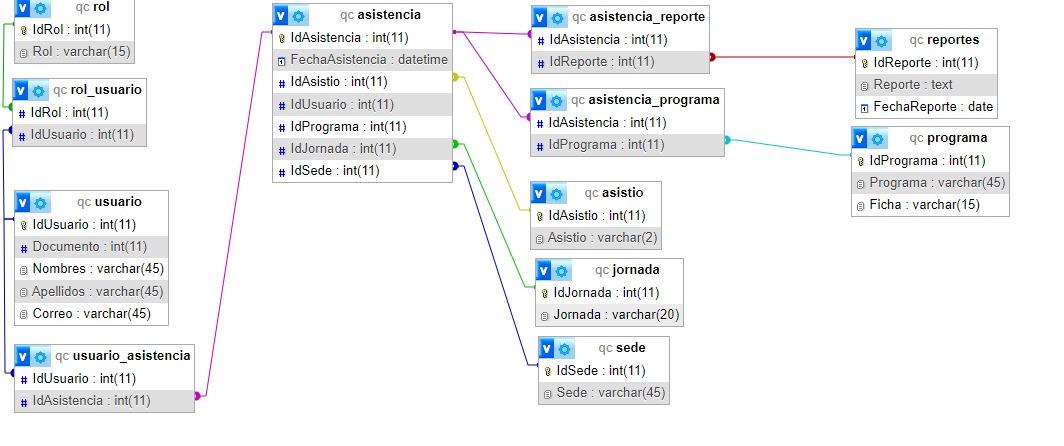 qc rol
IdRol : int(11)
Rol : varchar(15)
qc rol_usuario
IdRol : int(11)
IdUsuario : int(11)
qc usuario
IdUsuario : int(11)
Documento : int(11)
Nombres : varchar(45)
Apellidos : varchar(45)
Correo : varchar(45)
qc usuario_asistencia
IdUsuario : int(11)
IdAsistencia : int(11)
qc asistencia
IdAsistencia : int(11)
FechaAsistencia : datetime
IdAsistio : int(11)
IdUsuario : int(11)
IdPrograma : int(11)
IdJornada : int(11)
IdSede : int(11)
qc asistencia_reporte
IdAsistencia : int(11)
IdReporte : int(11)
qc asistencia_programa
IdAsistencia : int(11)
IdPrograma : int(11)
qc asistio
IdAsistio : int(11)
Asistio : varchar(2)
qc jornada
IdJornada : int(11)
Jornada : varchar(20)
qc sede
IdSede : int(11)
Sede : varchar(45)
qc reportes
IdReporte : int(11)
Reporte : text
FechaReporte : date
qc programa
IdPrograma : int(11)
Programa : varchar(45)
Ficha : varchar(15)